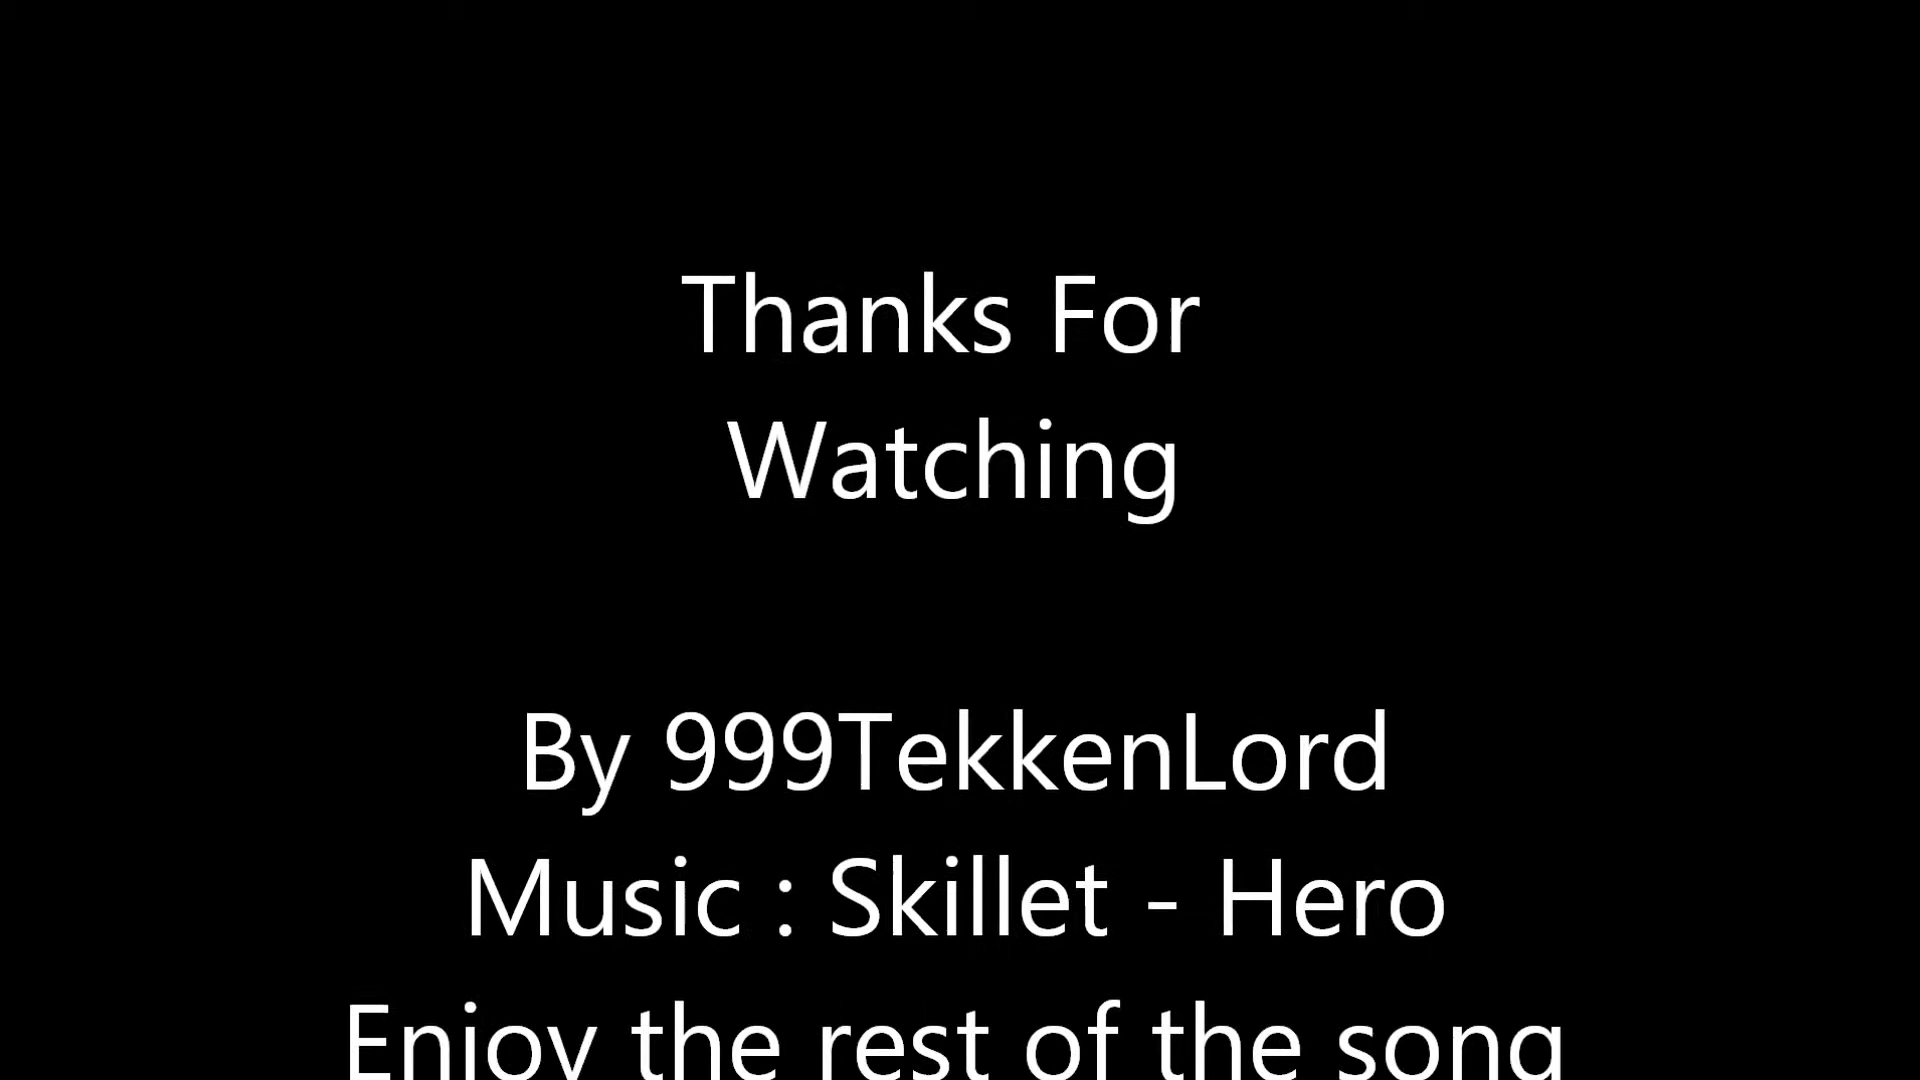 Thanks For
Watching
By 999TekkenLord
Music : Skillet - Hero
Enjoy the rest of the song